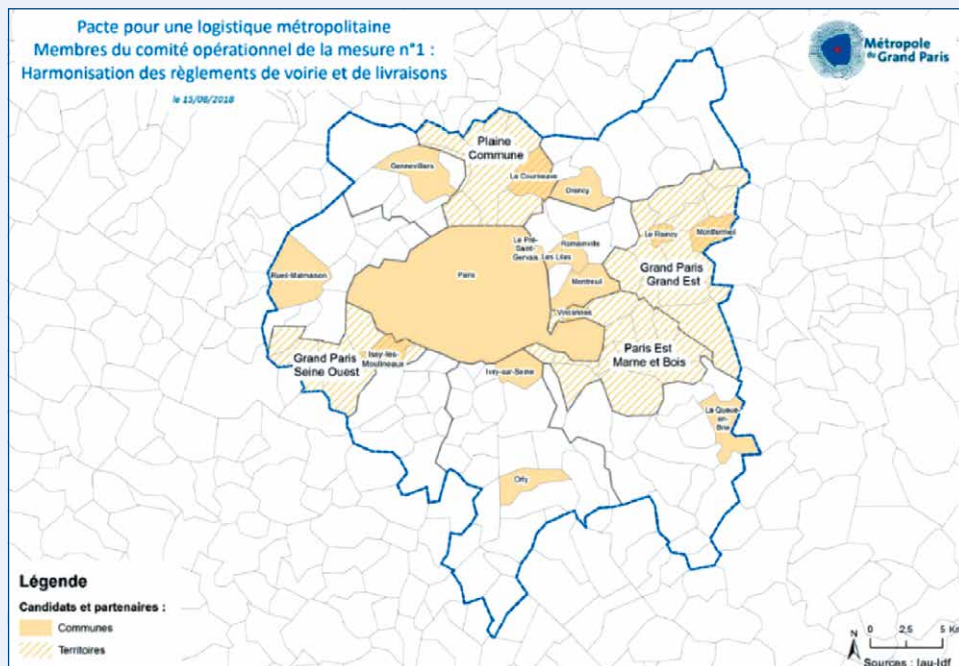 Pacte pour une logistique métropolitaine
Membres du comité opérationnel de la mesure n°1 :
Harmonisation des règlements de voirie et de livraisons
le 15/08/2018
Métropole
du Grand Paris
Plaine
Commune
Gennevilliers
La Courneuve
Drancy
Le Raincy
Montfermeil
Le Pré-
Saint-
Gervais
Romainville
Les Lilas
Grand Paris
Grand Est
Rueil-Malmaison
Paris
Montreuil
Vincennes
Grand Paris
Seine Ouest
Issy-les-
Moulineaux
Paris Est
Marne et Bois
Ivry-sur-Seine
La Queue-
en-
Brie
Orly
Légende
Candidats et partenaires :
Communes
Territoires
N
0 2,5 5 Km
Sources : Iau-Idf